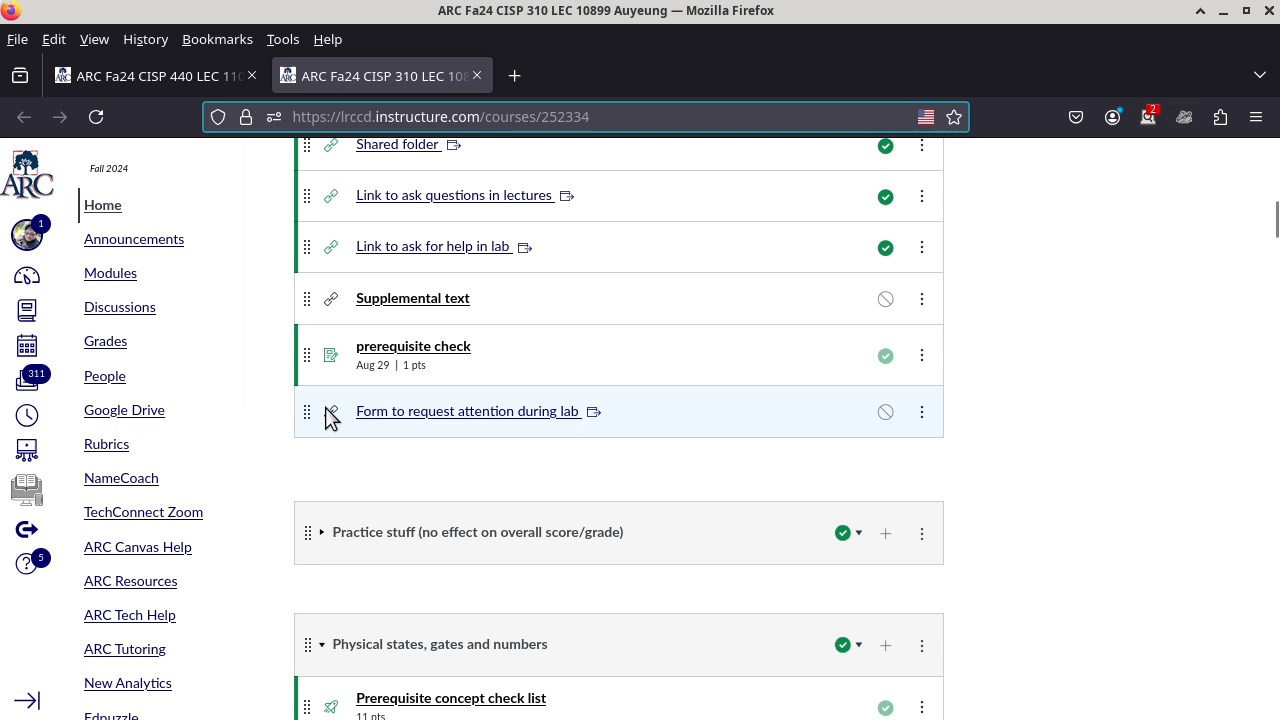 ARC Fa24 CISP 310 LEC 10899 Auyeung — Mozilla Firefox
File Edit View History Bookmarks Tools Help
ARC Fa24 CISP 440 LEC 110
ARC Fa24 CISP 310 LEC 108
https://lrccd.instructure.com/courses/252334
2
ARC
1
311
5
Fall 2024
Home
Announcements
Modules
Discussions
Grades
People
Google Drive
Rubrics
NameCoach
TechConnect Zoom
ARC Canvas Help
ARC Resources
ARC Tech Help
ARC Tutoring
New Analytics
Edpuzzle
Shared folder
Link to ask questions in lectures
Link to ask for help in lab
Supplemental text
prerequisite check
Aug 29 | 1 pts
Form to request attention during lab
Practice stuff (no effect on overall score/grade)
Physical states, gates and numbers
Prerequisite concept check list
11 pts